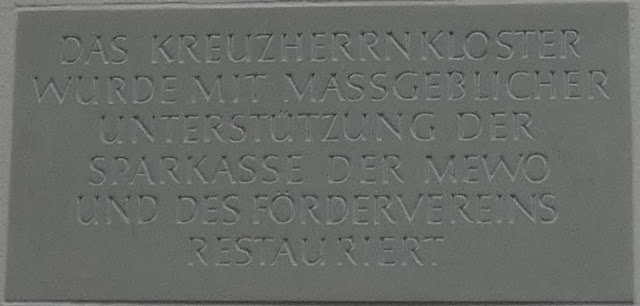 DAS KREUZHERRNKLOSTER
WURDE MIT MASSGEBLICHER
UNTERSTÜTZUNG DER
SPARKASSE DER MEWO
UND DES FÖRDERVEREINS
RESTAURIERT